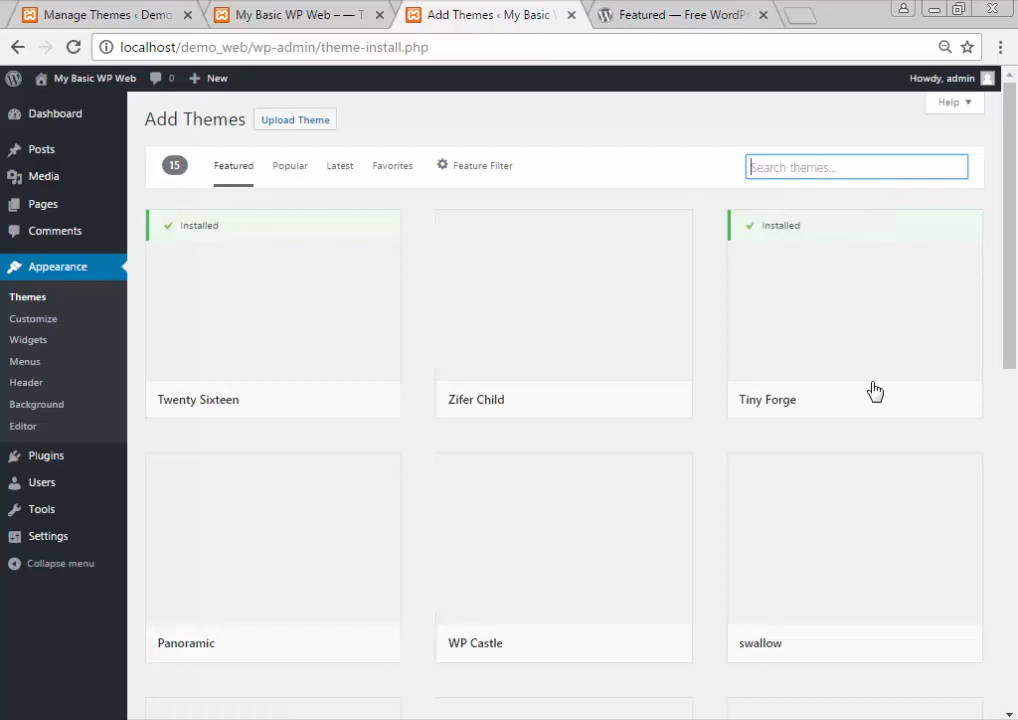 Manage Themes ‹ Demo
My Basic WP Web – — T
Add Themes ‹ My Basic
Featured — Free WordP
localhost/demo_web/wp-admin/theme-install.php
My Basic WP Web 0 New
Howdy, admin
Help
Add Themes
Upload Theme
15 Featured Popular Latest Favorites Feature Filter
Search themes...
Dashboard
Posts
Media
Pages
Comments
Appearance
Themes
Customize
Widgets
Menus
Header
Background
Editor
Plugins
Users
Tools
Settings
Collapse menu
Installed
Twenty Sixteen
Zifer Child
Installed
Tiny Forge
Panoramic
WP Castle
swallow